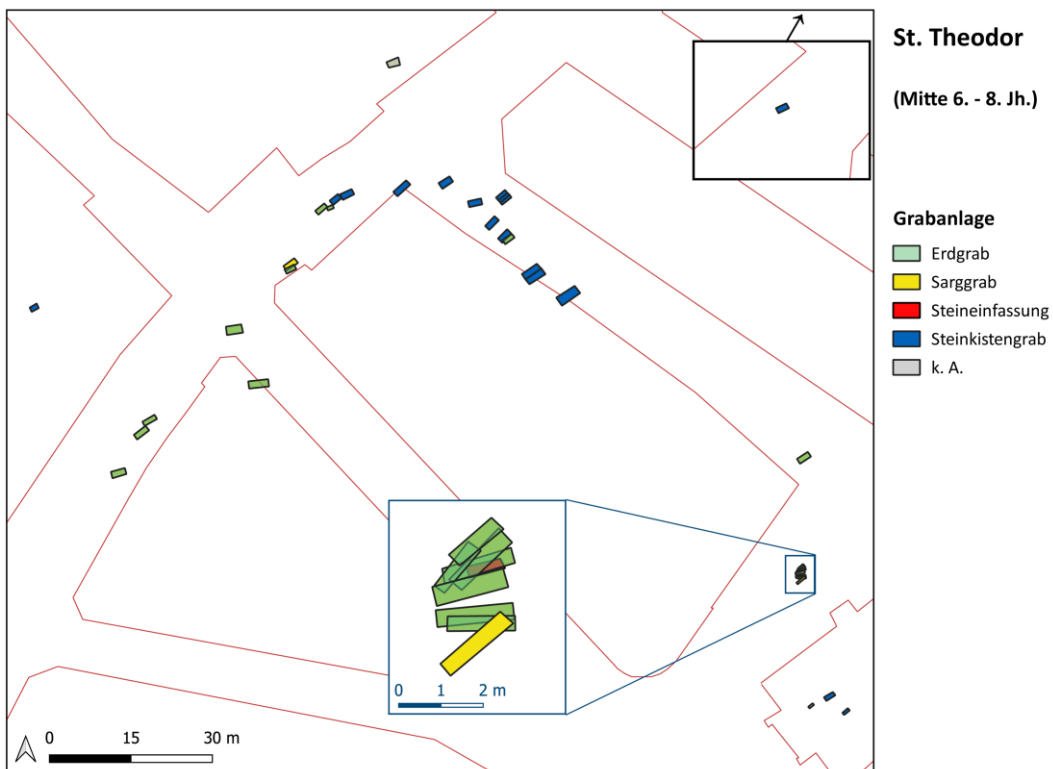 St. Theodor
(Mitte 6. - 8. Jh.)
Grabanlage
Erdgrab
Sarggrab
Steineinfassung
Steinkistengrab
k. A.
0 1 2 m
0 15 30 m